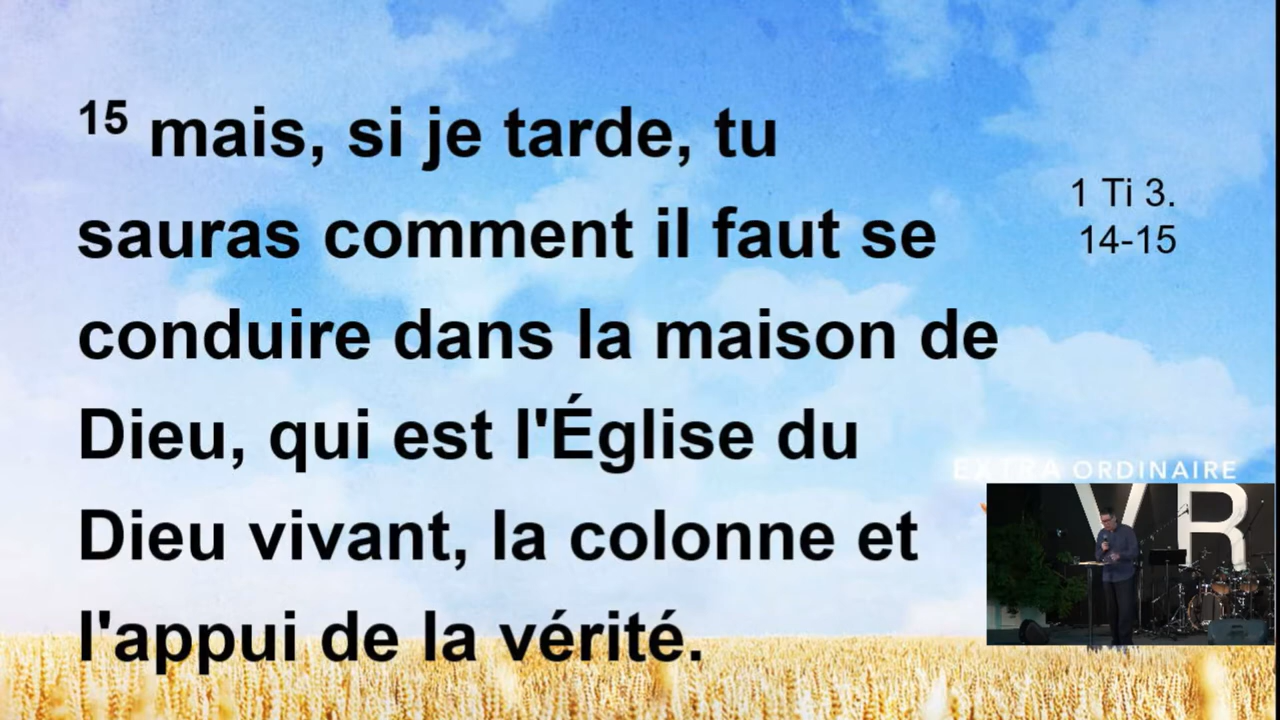 15 mais, si je tarde, tu
sauras comment il faut se
conduire dans la maison de
Dieu, qui est l'Église du
Dieu vivant, la colonne et
l'appui de la vérité.
1 Ti 3.
14-15
EXTRA ORDINAIRE
VR